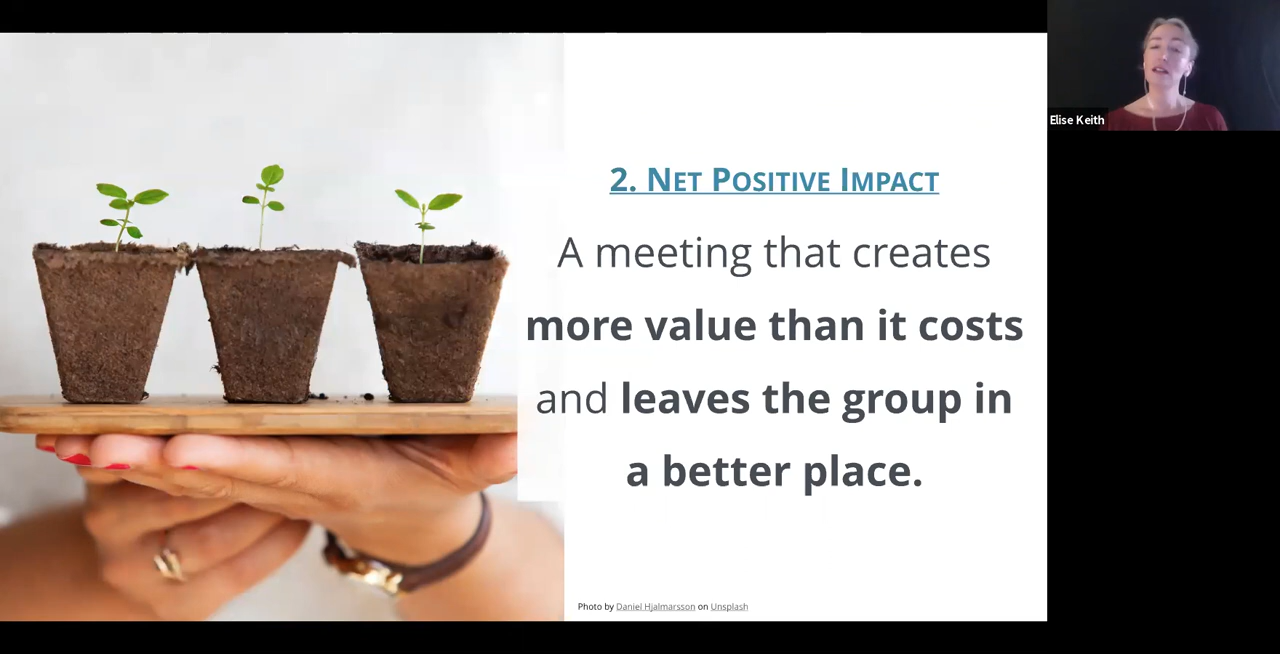 2. NET POSITIVE IMPACT
A meeting that creates
more value than it costs
and leaves the group in
a better place.
Photo by Daniel Hjalmarsson on Unsplash
Elise Keith